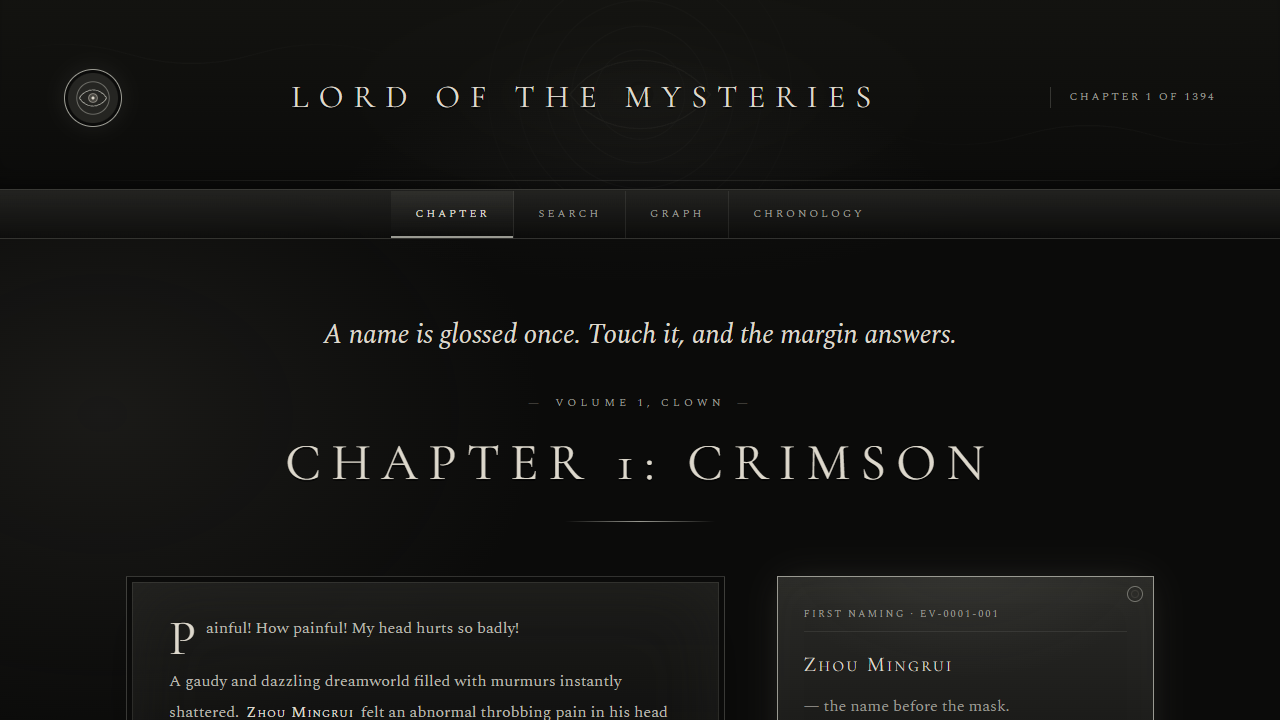 LORD OF THE MYSTERIES
CHAPTER 1 OF 1394
CHAPTER
SEARCH
GRAPH
CHRONOLOGY
A name is glossed once. Touch it, and the margin answers.
— VOLUME 1, CLOWN —
CHAPTER 1: CRIMSON
Painful! How painful! My head hurts so badly!
A gaudy and dazzling dreamworld filled with murmurs instantly
shattered. Zhou Mingrui felt an abnormal throbbing pain in his head
FIRST NAMING · EV-0001-001
Zhou Mingrui
— the name before the mask.